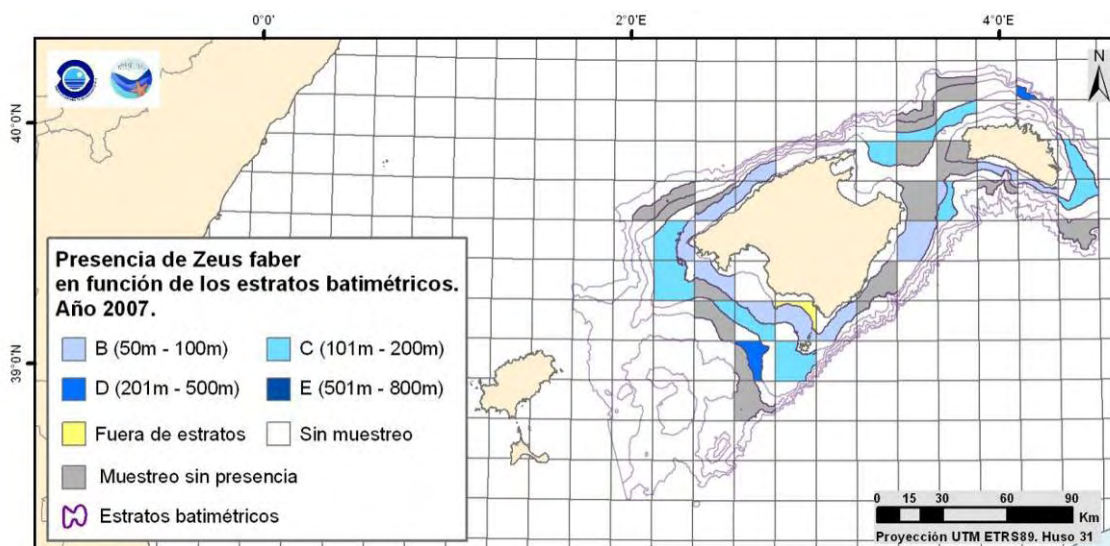 0°0'
2°0'E
4°0'E
40°0'N
39°0'N
N
Presencia de Zeus faber
en función de los estratos batimétricos.
Año 2007.
B (50m - 100m)
C (101m - 200m)
D (201m - 500m)
E (501m - 800m)
Fuera de estratos
Sin muestreo
Muestreo sin presencia
Estratos batimétricos
0 15 30 60 90
Km
Proyección UTM ETRS89. Huso 31